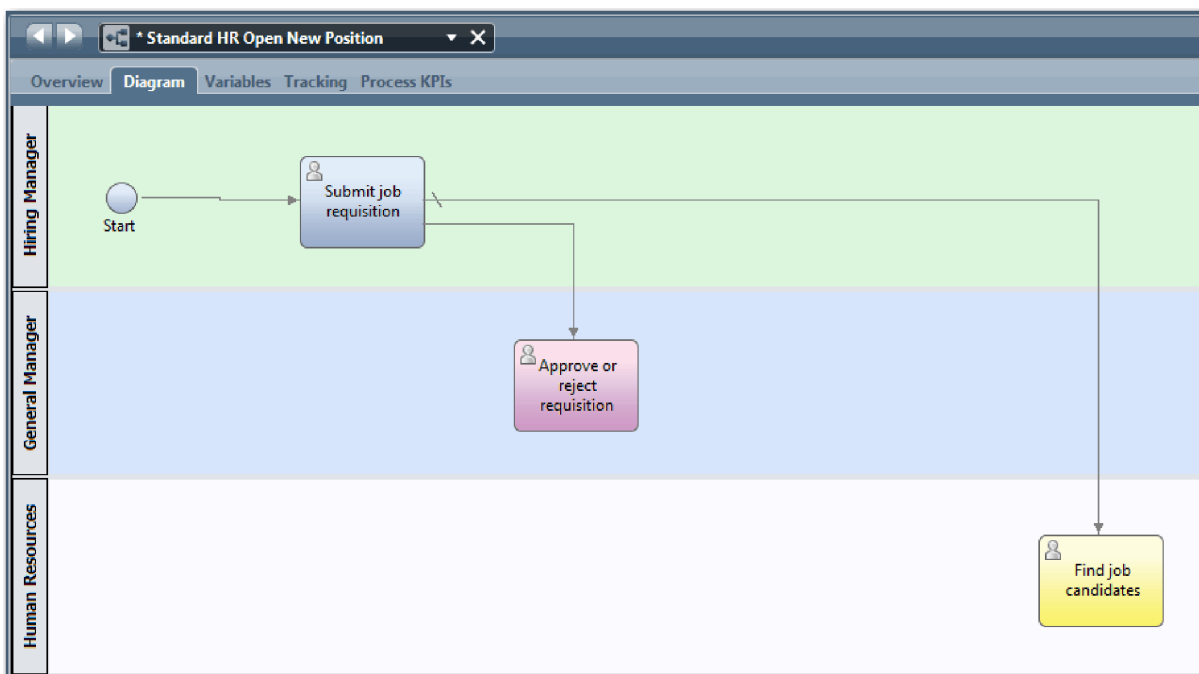 * Standard HR Open New Position
Overview Diagram Variables Tracking Process KPIs
Hiring Manager
Start
Submit job
requisition
General Manager
Approve or
reject
requisition
Human Resources
Find job
candidates